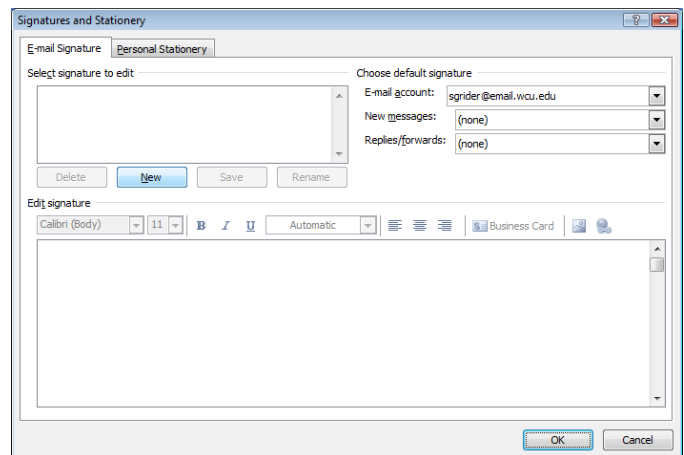 Signatures and Stationery
E-mail Signature Personal Stationery
Select signature to edit Choose default signature
E-mail account: sgrider@email.wcu.edu
New messages: (none)
Replies/forwards: (none)
Delete New Save Rename
Edit signature
Calibri (Body) 11 B I U Automatic Business Card
OK Cancel